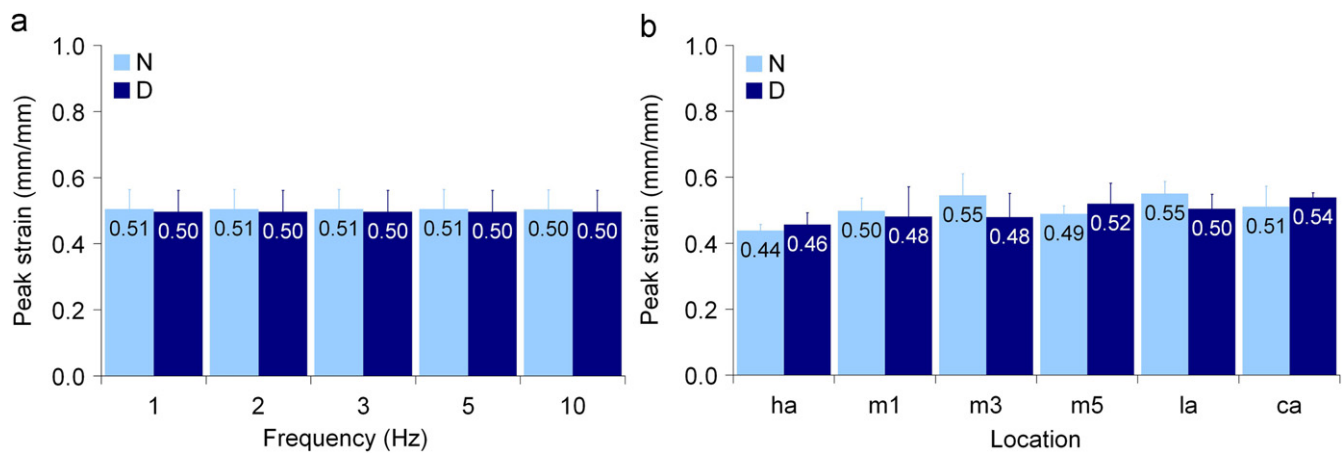 a
1.0
0.8
0.6
0.4
0.2
0.0
Peak strain (mm/mm)
N
D
0.51 0.50 0.51 0.50 0.51 0.50 0.51 0.50 0.50 0.50
1 2 3 5 10
Frequency (Hz)
b
1.0
0.8
0.6
0.4
0.2
0.0
Peak strain (mm/mm)
N
D
0.44 0.46 0.50 0.48 0.55 0.48 0.49 0.52 0.55 0.50 0.51 0.54
ha m1 m3 m5 la ca
Location